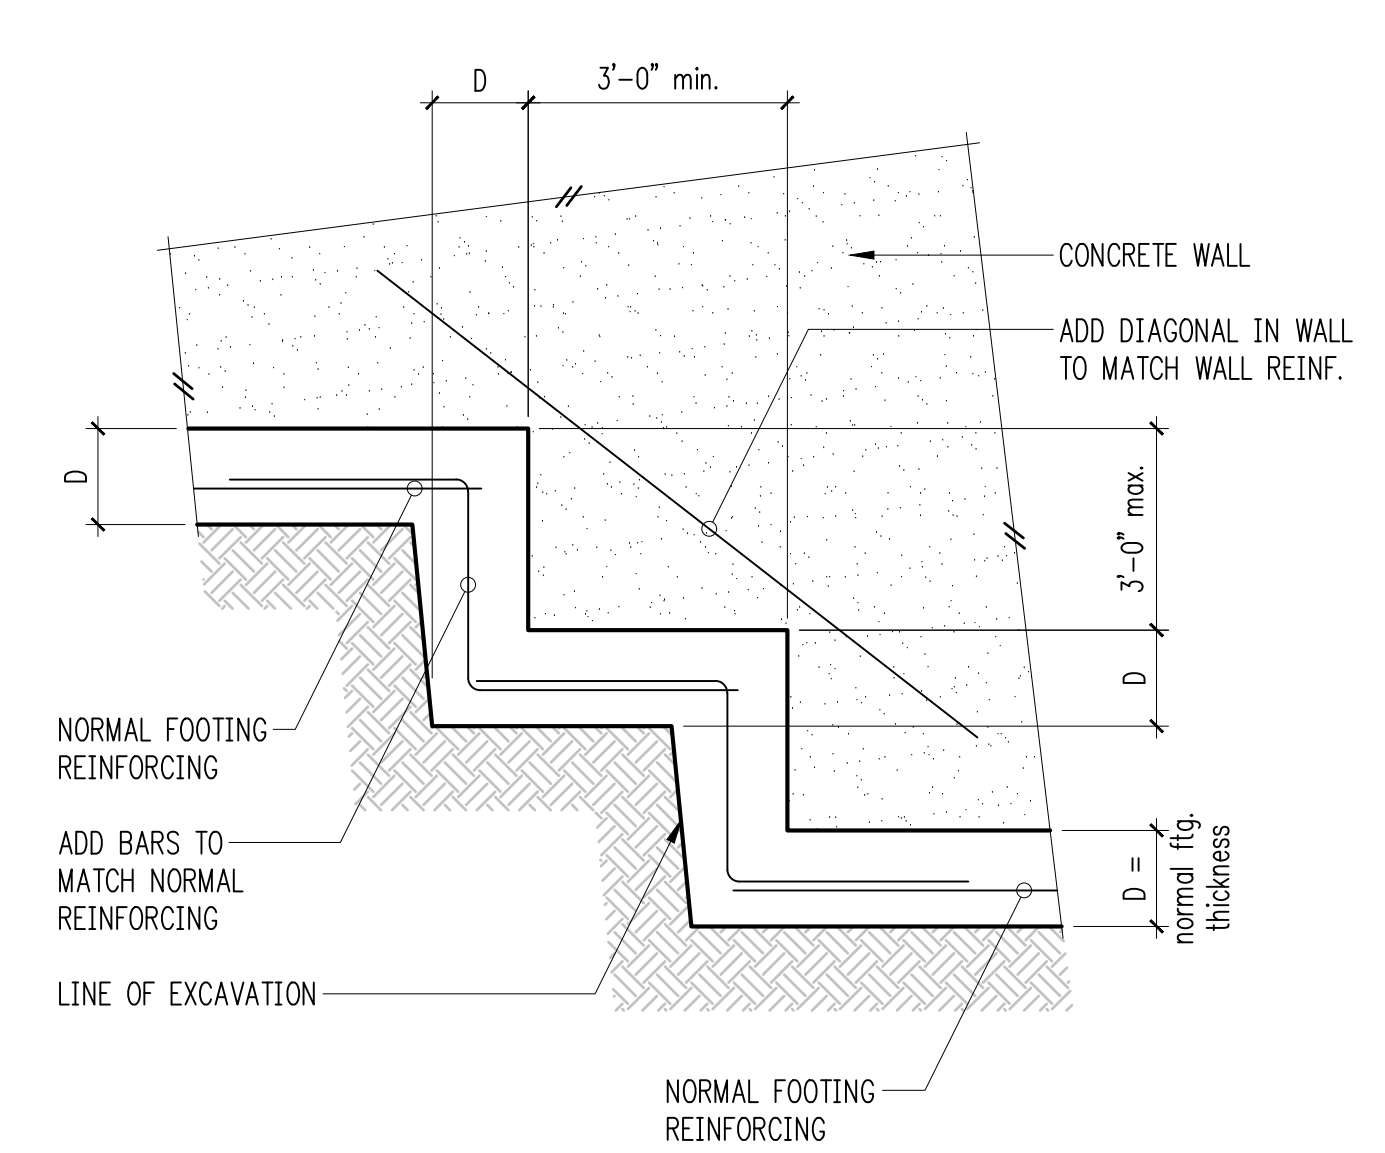 D
3'-0" min.
CONCRETE WALL
ADD DIAGONAL IN WALL
TO MATCH WALL REINF.
D
3'-0" max.
D
NORMAL FOOTING
REINFORCING
ADD BARS TO
MATCH NORMAL
REINFORCING
D =
normal ftg.
thickness
LINE OF EXCAVATION
NORMAL FOOTING
REINFORCING